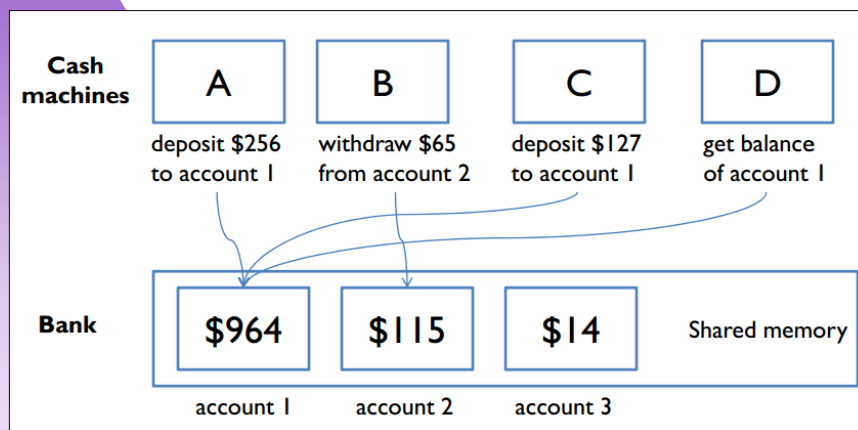 Cash
machines
A
B
C
D
deposit $256
to account 1
withdraw $65
from account 2
deposit $127
to account 1
get balance
of account 1
Bank
$964
$115
$14
Shared memory
account 1
account 2
account 3